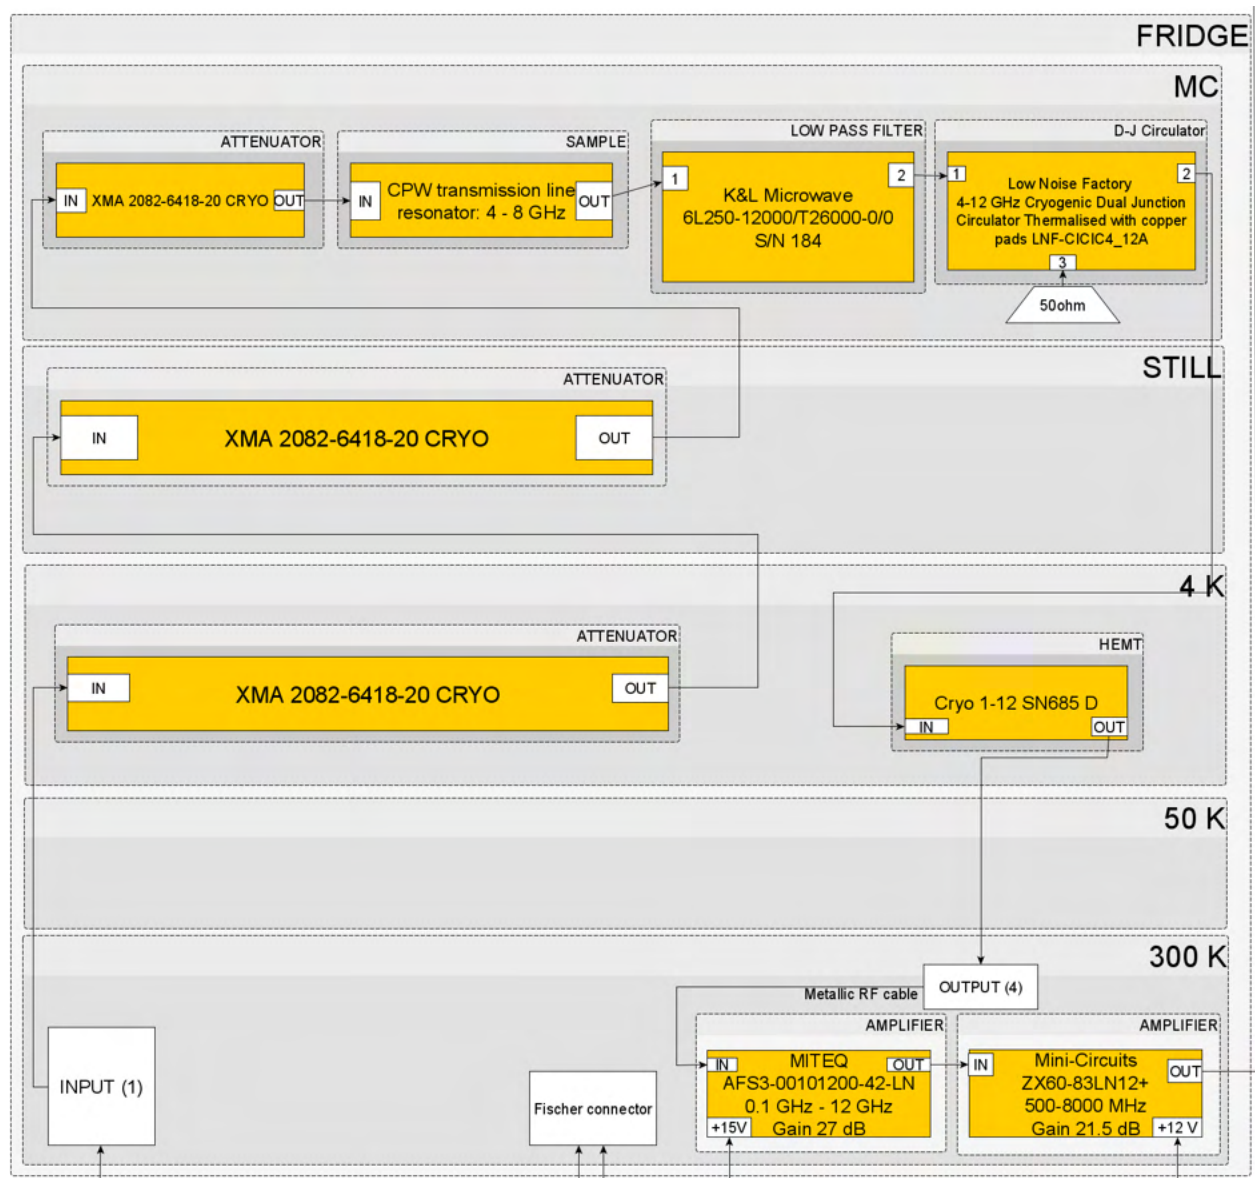 FRIDGE
MC
ATTENUATOR
IN
XMA 2082-6418-20 CRYO
OUT
SAMPLE
IN
CPW transmission line
resonator: 4 - 8 GHz
OUT
LOW PASS FILTER
1
2
K&L Microwave
6L250-12000/T26000-0/0
S/N 184
D-J Circulator
1
2
Low Noise Factory
4-12 GHz Cryogenic Dual Junction
Circulator Thermalised with copper
pads LNF-CICIC4_12A
3
50ohm
STILL
ATTENUATOR
IN
XMA 2082-6418-20 CRYO
OUT
4 K
ATTENUATOR
IN
XMA 2082-6418-20 CRYO
OUT
HEMT
Cryo 1-12 SN685 D
IN
OUT
50 K
300 K
OUTPUT (4)
Metallic RF cable
INPUT (1)
Fischer connector
AMPLIFIER
IN
MITEQ
OUT
AFS3-00101200-42-LN
0.1 GHz - 12 GHz
+15V
Gain 27 dB
AMPLIFIER
IN
Mini-Circuits
OUT
ZX60-83LN12+
500-8000 MHz
Gain 21.5 dB
+12 V